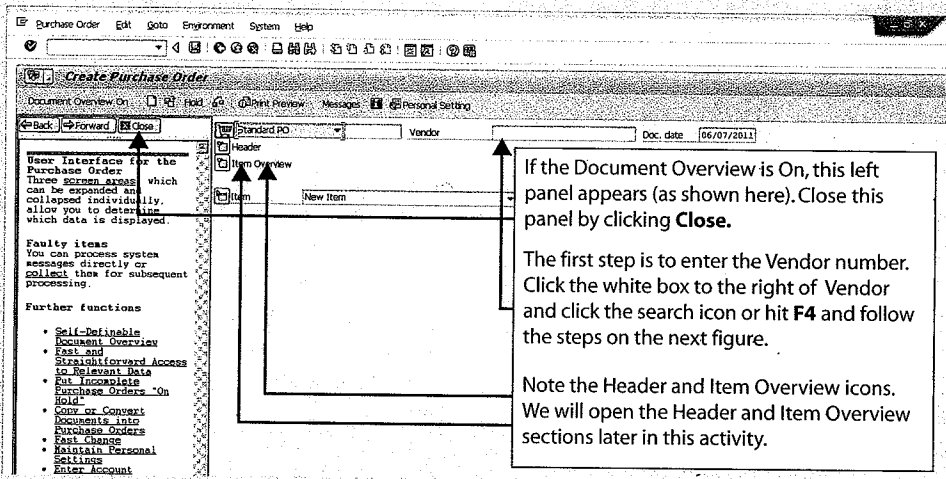 Purchase Order Edit Goto Environment System Help
Create Purchase Order
Document Overview On Hold Print Preview Messages Personal Setting
Back Forward Close
Standard PO Vendor Doc. date 06/07/2011
Header
Item Overview
Item New Item
User Interface for the
Purchase Order
Three screen areas which
can be expanded and
collapsed individually,
allow you to determine
which data is displayed.
Faulty items
You can process system
messages directly or
collect them for subsequent
processing.
Further functions
• Self-Definable
Document Overview
• Fast and
Straightforward Access
to Relevant Data
• Put Incomplete
Purchase Orders "On
Hold"
• Copy or Convert
Documents into
Purchase Orders
• Fast Change
• Maintain Personal
Settings
• Enter Account
If the Document Overview is On, this left
panel appears (as shown here). Close this
panel by clicking Close.
The first step is to enter the Vendor number.
Click the white box to the right of Vendor
and click the search icon or hit F4 and follow
the steps on the next figure.
Note the Header and Item Overview icons.
We will open the Header and Item Overview
sections later in this activity.